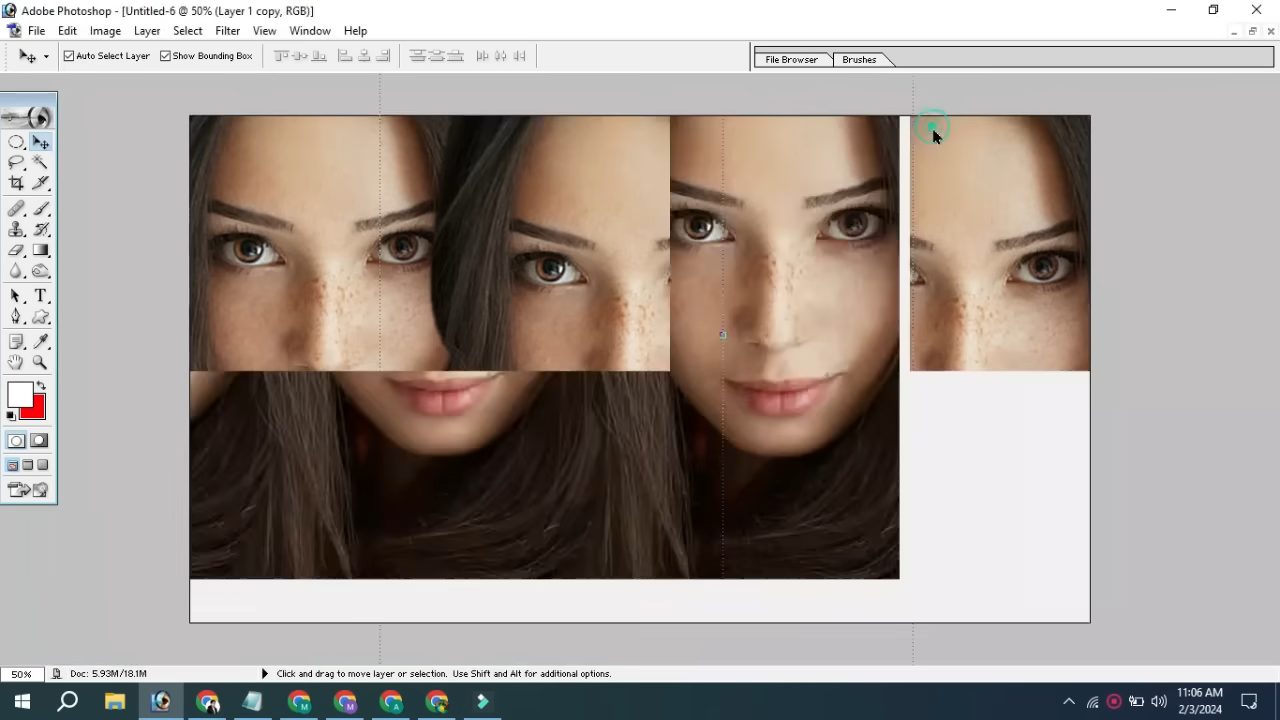 Adobe Photoshop - [Untitled-6 @ 50% (Layer 1 copy, RGB)]
File Edit Image Layer Select Filter View Window Help
Auto Select Layer Show Bounding Box File Browser Brushes
T
50% Doc: 5.93M/18.1M Click and drag to move layer or selection. Use Shift and Alt for additional options.
M M A
11:06 AM
2/3/2024